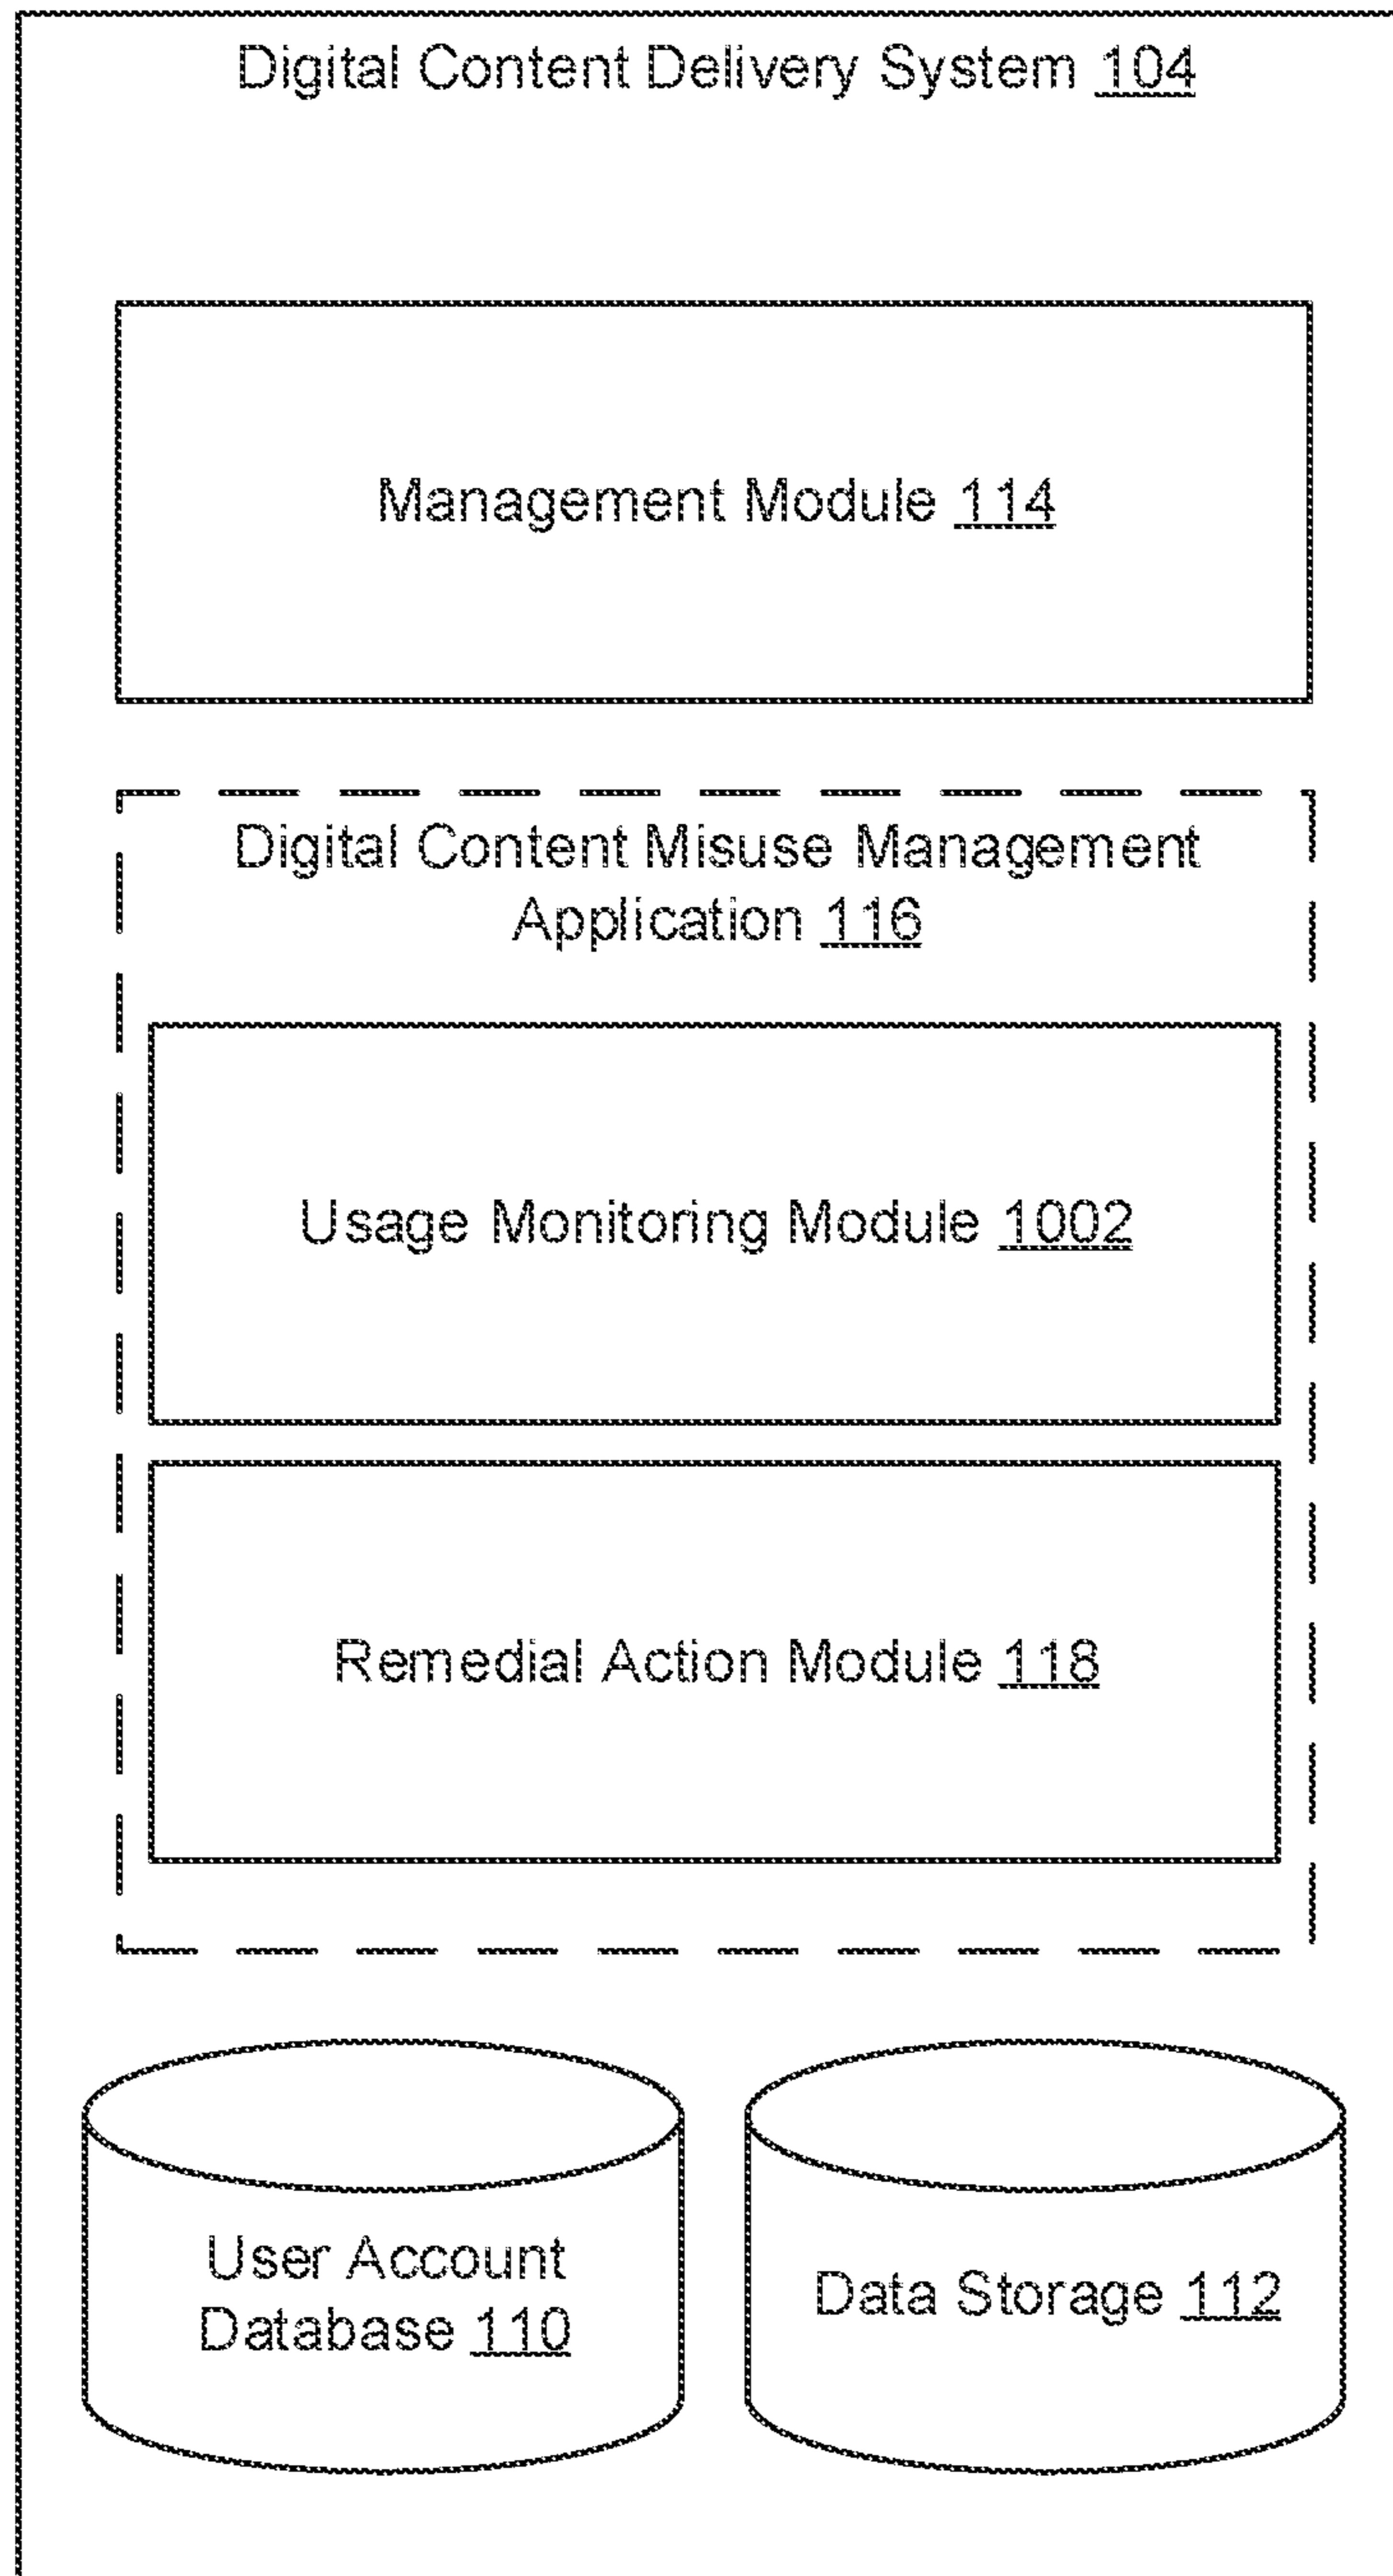 Digital Content Delivery System 104
Management Module 114
Digital Content Misuse Management
Application 116
Usage Monitoring Module 1002
Remedial Action Module 118
User Account
Database 110
Data Storage 112